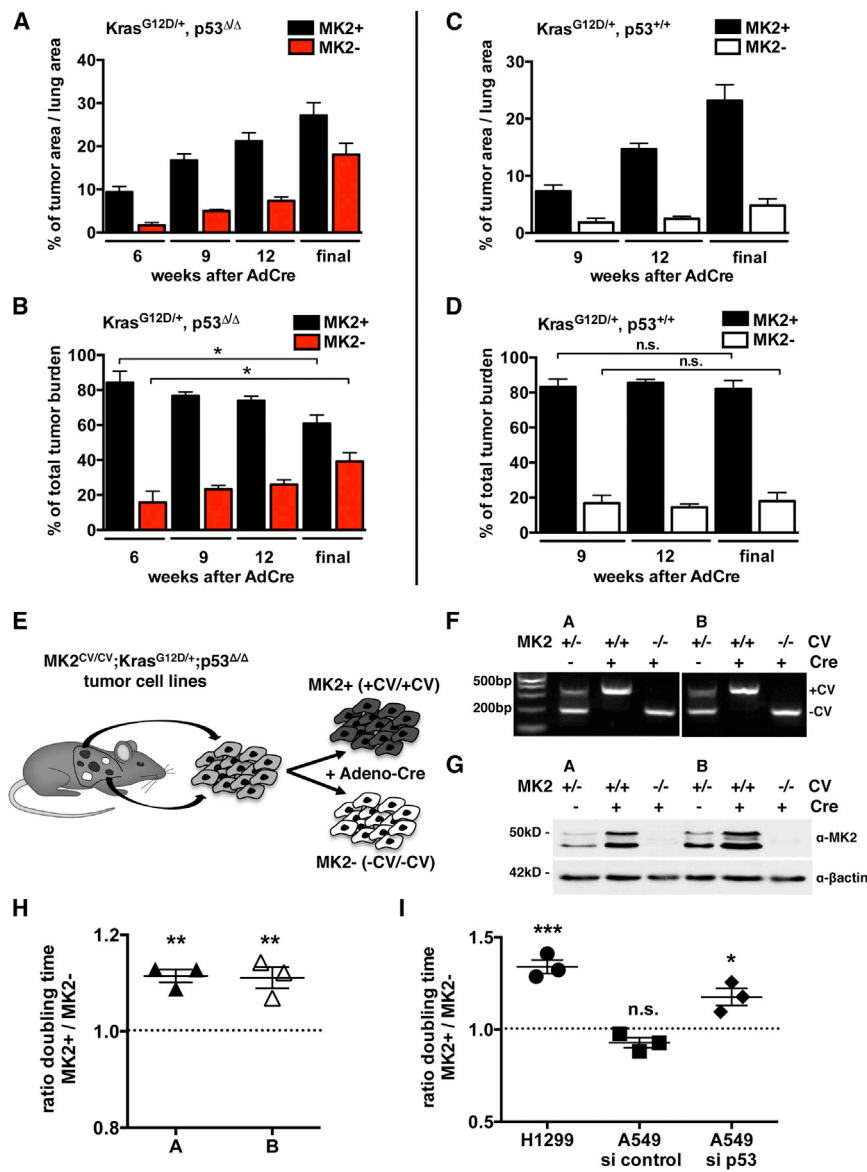 A
Kras^G12D/+, p53^Δ/Δ
MK2+
MK2-
% of tumor area / lung area
40
30
20
10
0
6 9 12 final
weeks after AdCre
B
Kras^G12D/+, p53^Δ/Δ
MK2+
MK2-
% of total tumor burden
100
80
60
40
20
0
*
*
6 9 12 final
weeks after AdCre
C
Kras^G12D/+, p53^+/+
MK2+
MK2-
% of tumor area / lung area
30
20
10
0
9 12 final
weeks after AdCre
D
Kras^G12D/+, p53^+/+
MK2+
MK2-
% of total tumor burden
100
80
60
40
20
0
n.s.
n.s.
9 12 final
weeks after AdCre
E
MK2^CV/CV;Kras^G12D/+;p53^Δ/Δ
tumor cell lines
MK2+ (+CV/+CV)
+ Adeno-Cre
MK2- (-CV/-CV)
F
A B
MK2 +/- +/+ -/- +/- +/+ -/- CV
- + + - + + Cre
500bp
200bp
+CV
-CV
G
A B
MK2 +/- +/+ -/- +/- +/+ -/- CV
- + + - + + Cre
50kD -
α-MK2
42kD -
α-βactin
H
ratio doubling time
MK2+ / MK2-
1.2
1.0
0.8
** **
A B
I
ratio doubling time
MK2+ / MK2-
1.5
1.0
0.5
***
n.s.
*
H1299 A549 A549
si control si p53